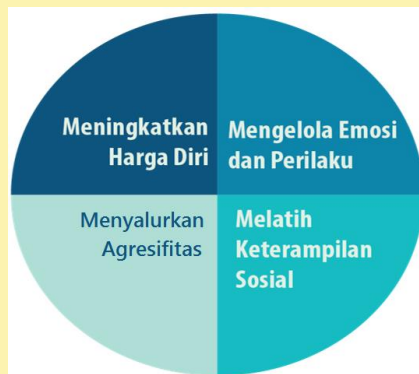 Meningkatkan
Harga Diri
Mengelola Emosi
dan Perilaku
Menyalurkan
Agresifitas
Melatih
Keterampilan
Sosial